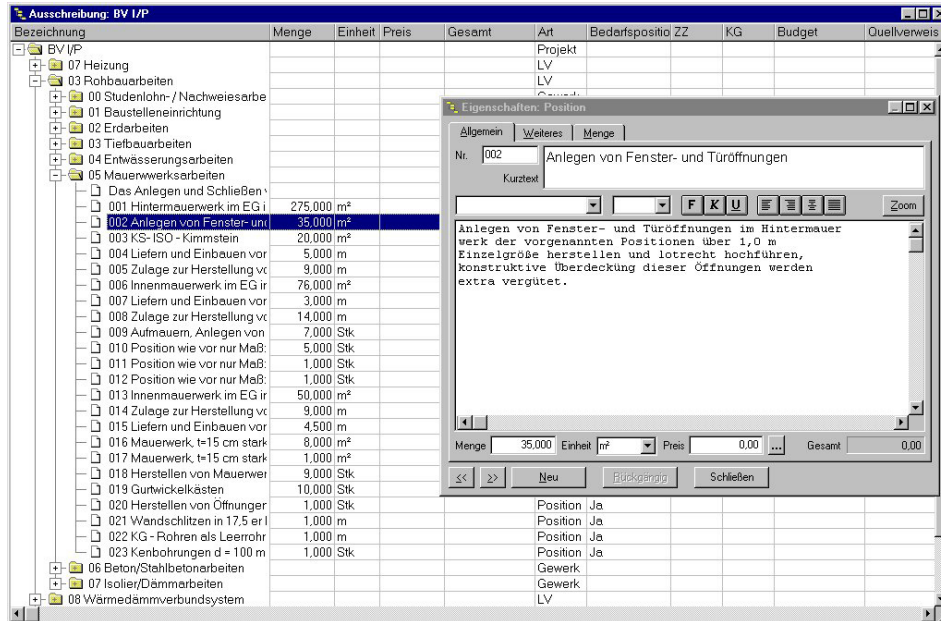 Ausschreibung: BV I/P
Bezeichnung Menge Einheit Preis Gesamt Art Bedarfspositio ZZ KG Budget Quellverweis
BV I/P Projekt
07 Heizung LV
03 Rohbauarbeiten LV
00 Studenlohn- / Nachweisearbe
01 Baustelleneinrichtung
02 Erdarbeiten
03 Tiefbauarbeiten
04 Entwässerungsarbeiten
05 Mauerwwerksarbeiten
Das Anlegen und Schließen
001 Hintermauerwerk im EG i 275,000 m²
002 Anlegen von Fenster- und 35,000 m²
003 KS- ISO - Kimmstein 20,000 m²
004 Liefern und Einbauen vor 5,000 m
005 Zulage zur Herstellung vo 9,000 m
006 Innenmauerwerk im EG ir 76,000 m²
007 Liefern und Einbauen vor 3,000 m
008 Zulage zur Herstellung vo 14,000 m
009 Aufmauern, Anlegen von 7,000 Stk
010 Position wie vor nur Maß: 5,000 Stk
011 Position wie vor nur Maß: 1,000 Stk
012 Position wie vor nur Maß: 1,000 Stk
013 Innenmauerwerk im EG ir 50,000 m²
014 Zulage zur Herstellung vo 9,000 m
015 Liefern und Einbauen vor 4,500 m
016 Mauerwerk, t=15 cm stark 8,000 m²
017 Mauerwerk, t=15 cm stark 1,000 m²
018 Herstellen von Mauerwer 9,000 Stk
019 Gurtwickelkästen 10,000 Stk
020 Herstellen von Öffnunger 1,000 Stk Position Ja
021 Wandschlitzen in 17,5 er l 1,000 m Position Ja
022 KG - Rohren als Leerrohr 1,000 m Position Ja
023 Kenbohrungen d = 100 m 1,000 Stk Position Ja
06 Beton/Stahlbetonarbeiten Gewerk
07 Isolier/Dämmarbeiten Gewerk
08 Wärmedämmverbundsystem LV
Eigenschaften: Position
Allgemein Weiteres Menge
Nr. 002 Anlegen von Fenster- und Türöffnungen
Kurztext
F K U Zoom
Anlegen von Fenster- und Türöffnungen im Hintermauer
werk der vorgenannten Positionen über 1,0 m
Einzelgröße herstellen und lotrecht hochführen,
konstruktive Überdecküng dieser Öffnungen werden
extra vergütet.
Menge 35,000 Einheit m² Preis 0,00 ... Gesamt 0,00
<< >> Neu Rückgängig Schließen